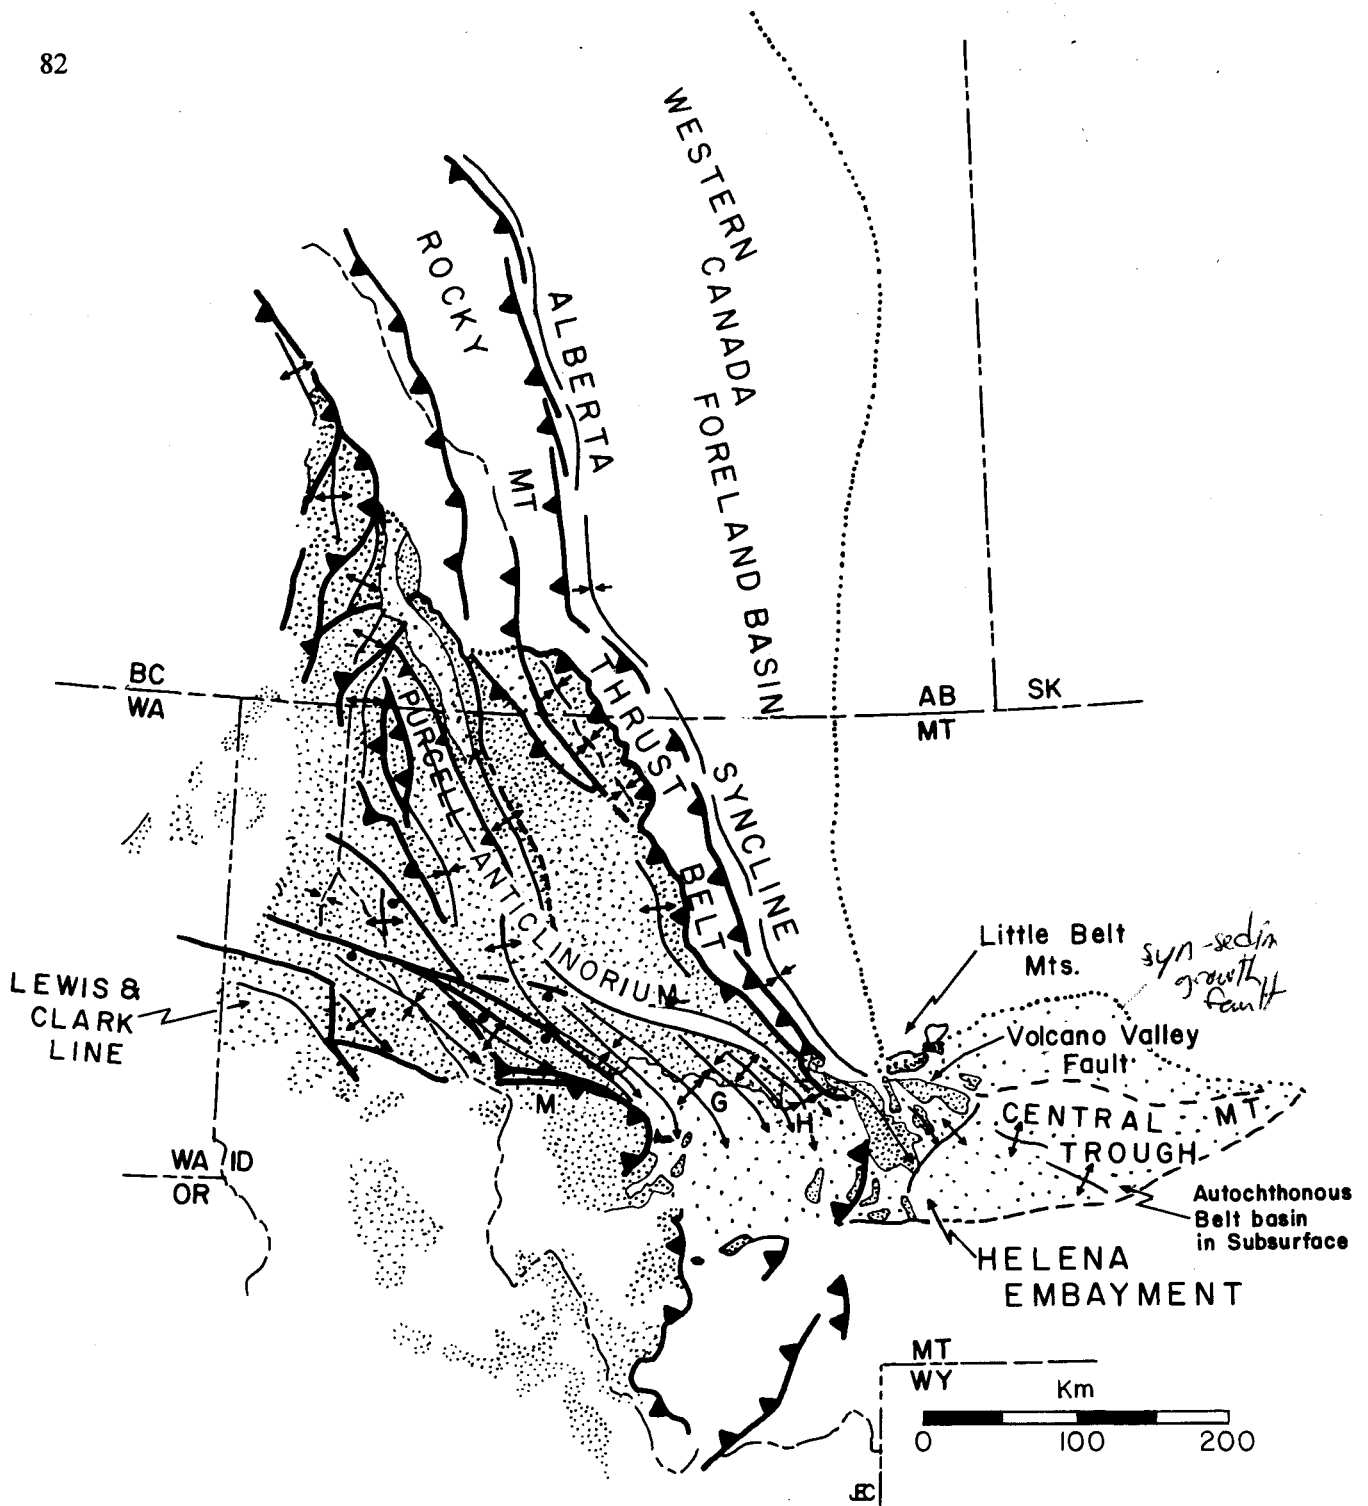 82
WESTERN CANADA FORELAND BASIN
ROCKY MT THRUST BELT
ALBERTA SYNCLINE
PURCELL ANTICLINORIUM
BC
WA
AB
SK
MT
Little Belt
Mts.
syn-sedim
growth
fault
LEWIS &
CLARK
LINE
Volcano Valley
Fault
M
G
H
CENTRAL MT
TROUGH
WA ID
OR
Autochthonous
Belt basin
in Subsurface
HELENA
EMBAYMENT
MT
WY
Km
0 100 200
JEC